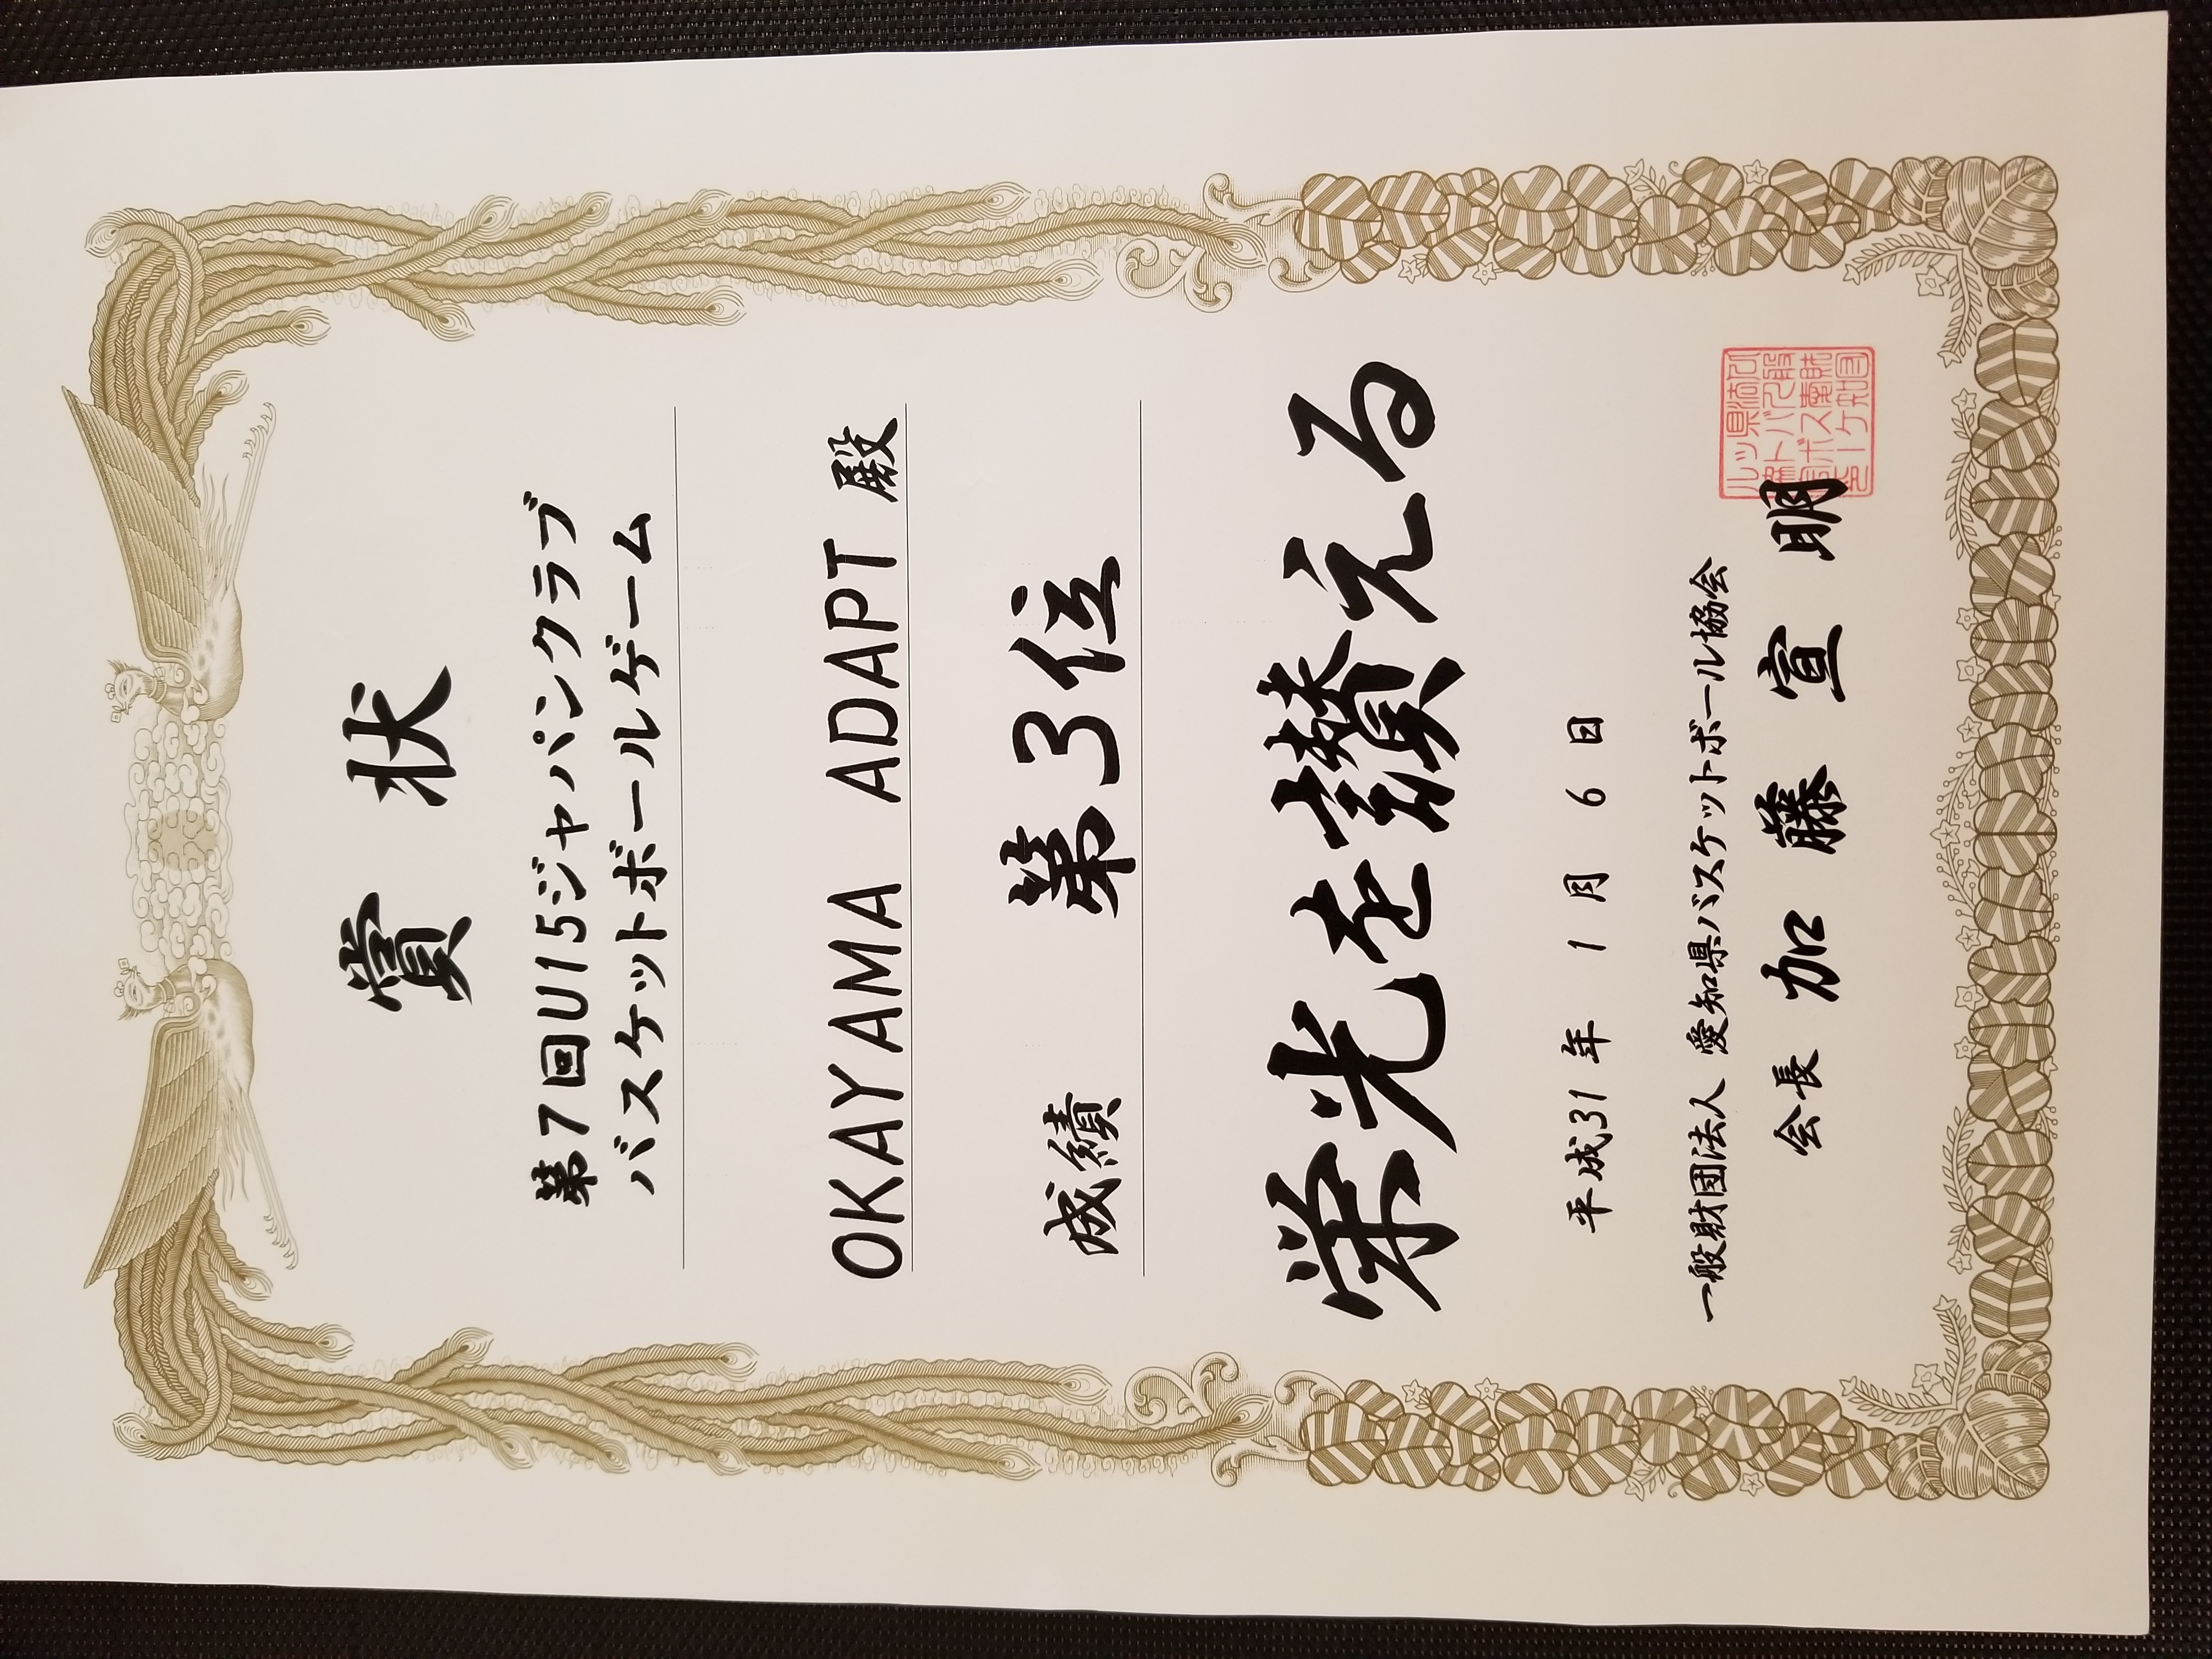 賞状
第7回U15ジャパンクラブ
バスケットボールゲーム
OKAYAMA ADAPT 殿
成績 第3位
栄光を讃える
平成31年 1月 6日
一般財団法人 愛知県バスケットボール協会
会長 加藤宣明